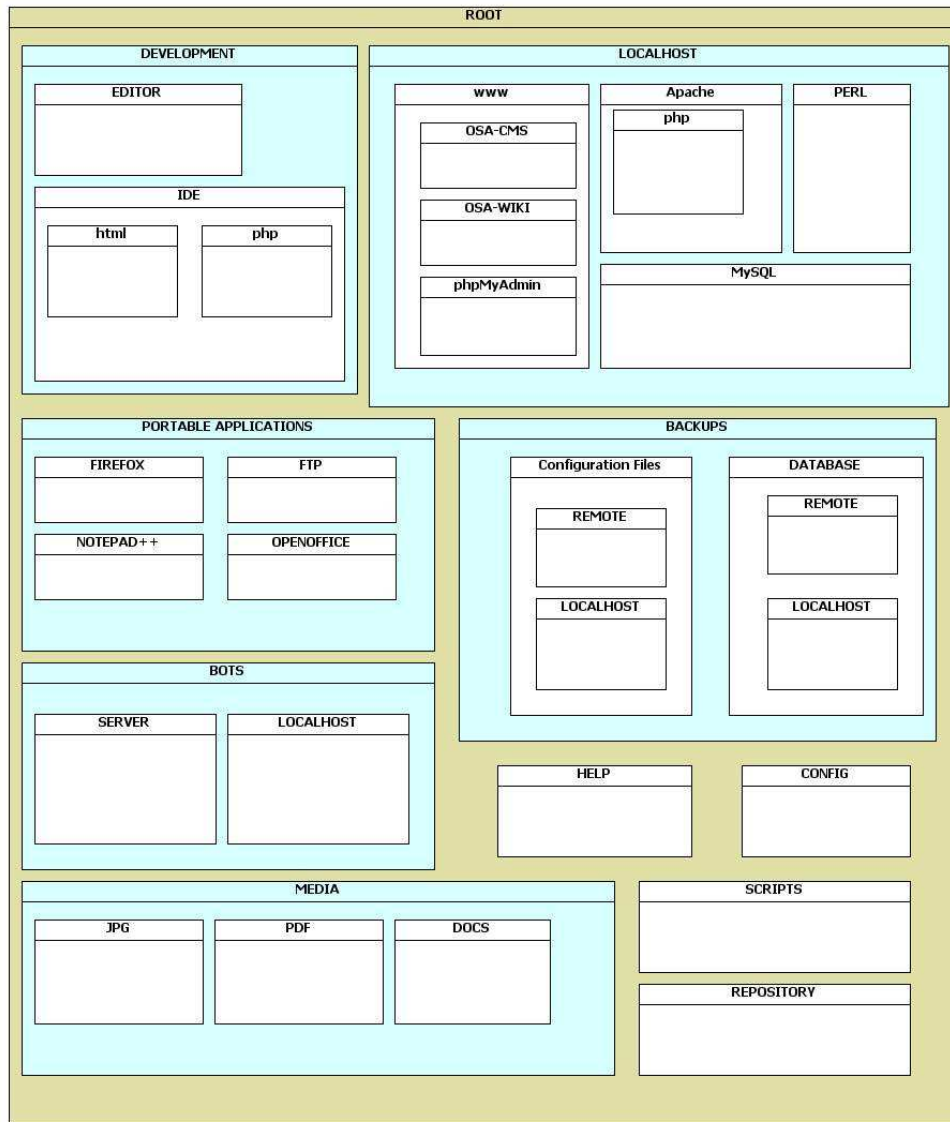 ROOT
DEVELOPMENT
EDITOR
IDE
html
php
LOCALHOST
www
OSA-CMS
OSA-WIKI
phpMyAdmin
Apache
php
PERL
MySQL
PORTABLE APPLICATIONS
FIREFOX
FTP
NOTEPAD++
OPENOFFICE
BACKUPS
Configuration Files
REMOTE
LOCALHOST
DATABASE
REMOTE
LOCALHOST
BOTS
SERVER
LOCALHOST
HELP
CONFIG
MEDIA
JPG
PDF
DOCS
SCRIPTS
REPOSITORY